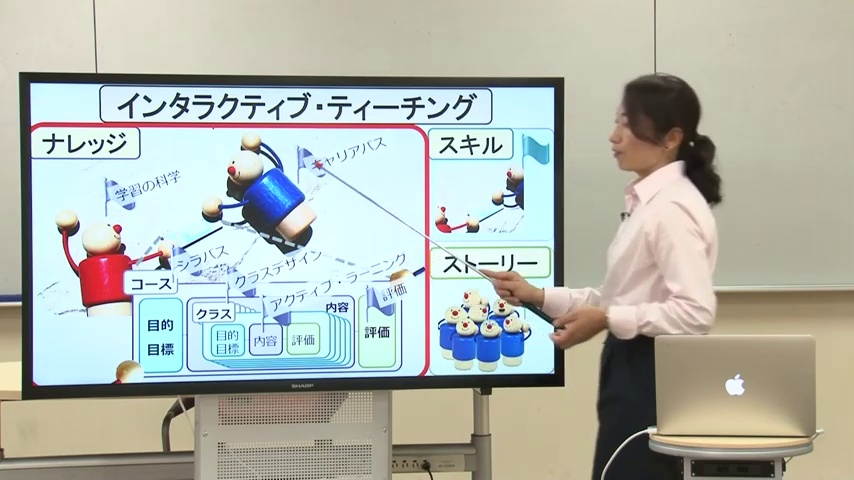 インタラクティブ・ティーチング
ナレッジ
スキル
学習の科学
キャリアパス
シラバス
クラスデザイン
アクティブ・ラーニング
評価
ストーリー
コース
目的
目標
クラス
目的
目標
内容
評価
内容
評価
SHARP